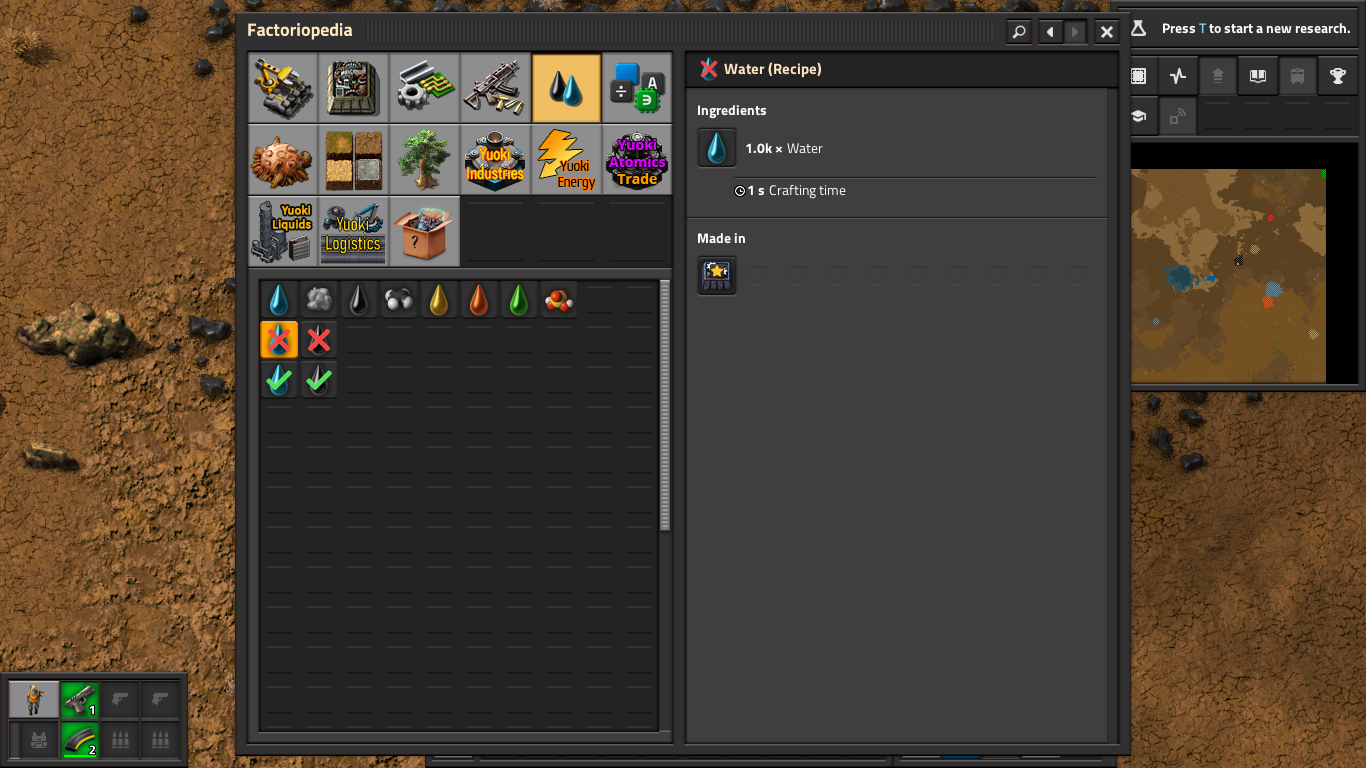 Factoriopedia
Press T to start a new research.
Water (Recipe)
Ingredients
1.0k × Water
1 s Crafting time
Made in
A
Yuoki
Industries
Yuoki
Energy
Yuoki
Atomics
Trade
Yuoki
Liquids
Yuoki
Logistics
?
1
2